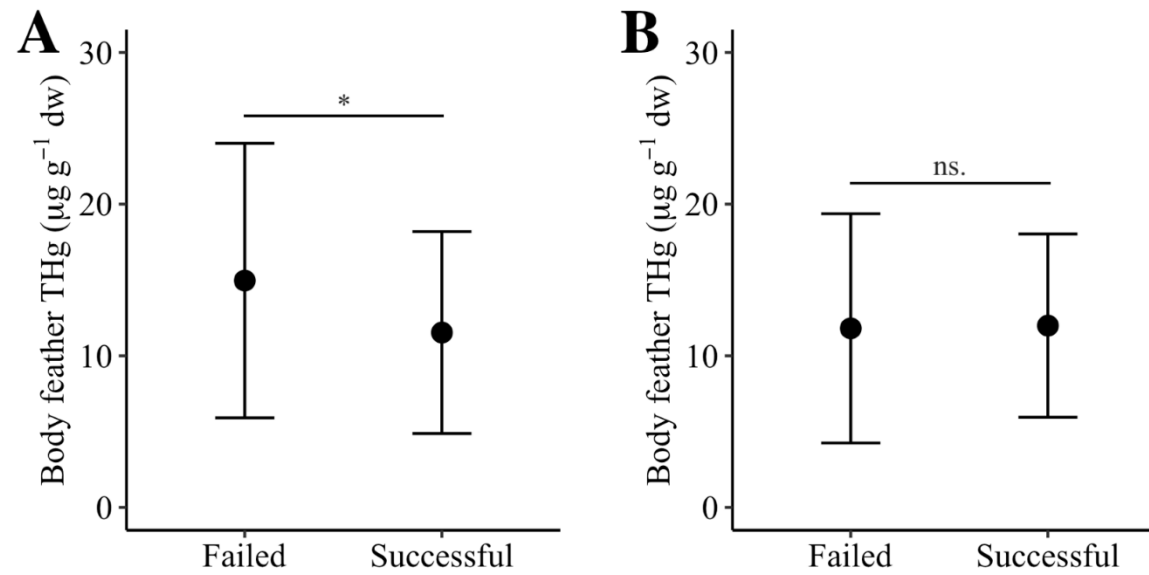 A
Body feather THg (µg g⁻¹ dw)
30
20
10
0
*
Failed
Successful
B
Body feather THg (µg g⁻¹ dw)
30
20
10
0
ns.
Failed
Successful